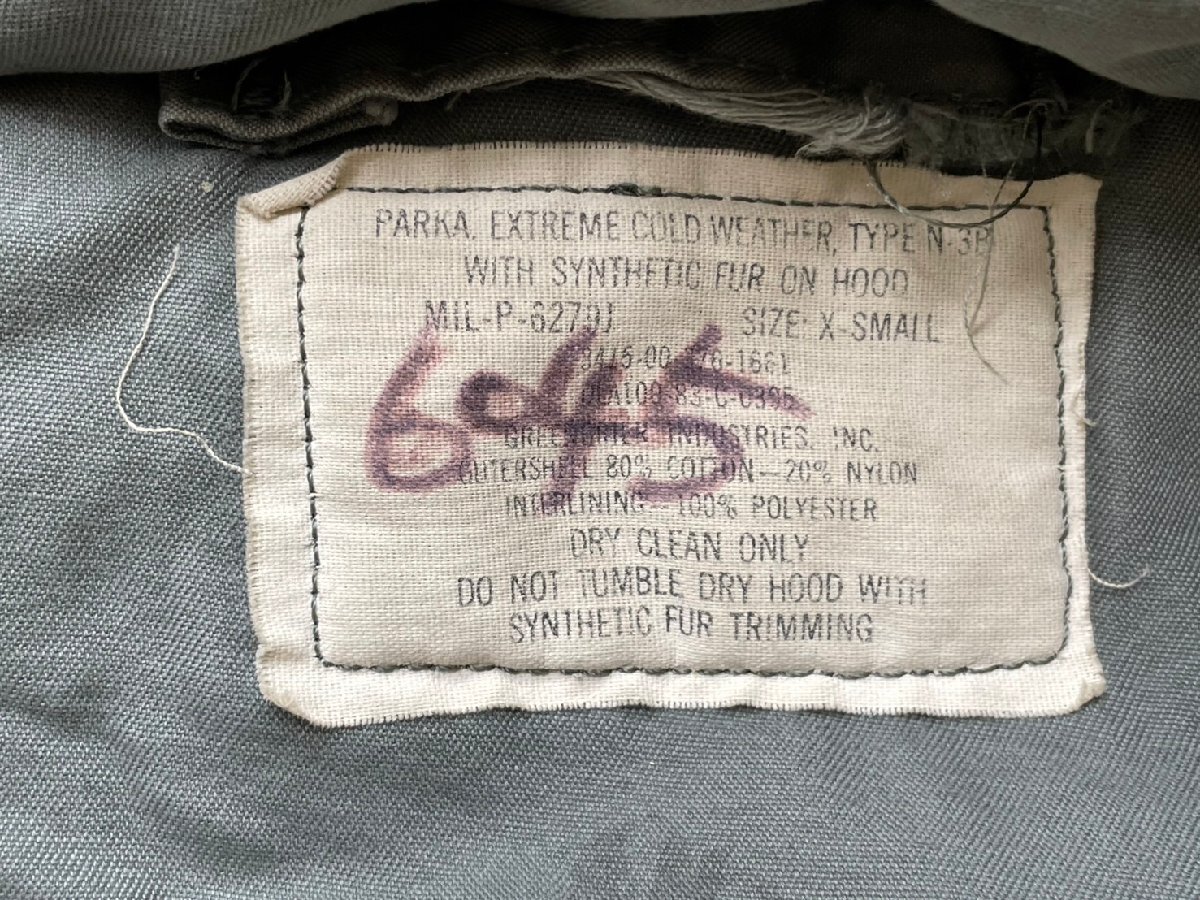 PARKA, EXTREME COLD WEATHER, TYPE N-3B
WITH SYNTHETIC FUR ON HOOD
MIL-P-6279J SIZE: X-SMALL
6045
INDUSTRIES, INC.
OUTERSHELL 80% COTTON—20% NYLON
INTERLINING—100% POLYESTER
DRY CLEAN ONLY
DO NOT TUMBLE DRY HOOD WITH
SYNTHETIC FUR TRIMMING